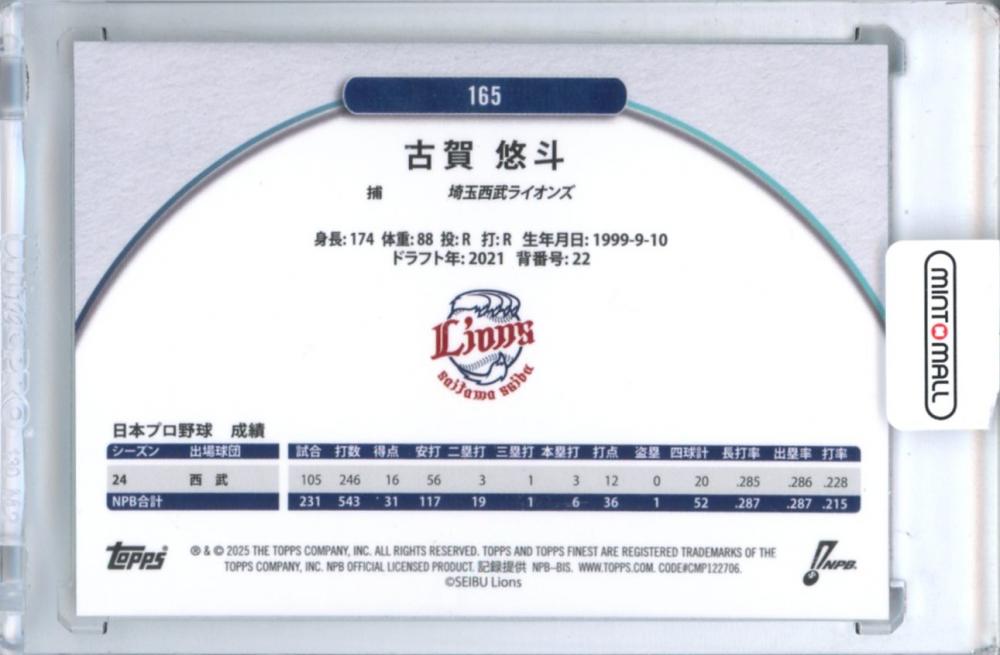 165
古賀 悠斗
捕 埼玉西武ライオンズ
身長: 174 体重: 88 投: R 打: R 生年月日: 1999-9-10
ドラフト年: 2021 背番号: 22
Lions
saitama seibu
MINT MALL
日本プロ野球 成績
シーズン 出場球団 試合 打数 得点 安打 二塁打 三塁打 本塁打 打点 盗塁 四球計 長打率 出塁率 打率
24 西 武 105 246 16 56 3 1 3 12 0 20 .285 .286 .228
NPB合計 231 543 31 117 19 1 6 36 1 52 .287 .287 .215
topps
® & © 2025 THE TOPPS COMPANY, INC. ALL RIGHTS RESERVED. TOPPS AND TOPPS FINEST ARE REGISTERED TRADEMARKS OF THE
TOPPS COMPANY, INC. NPB OFFICIAL LICENSED PRODUCT. 記録提供 NPB-BIS. WWW.TOPPS.COM. CODE#CMP122706.
©SEIBU Lions
NPB.